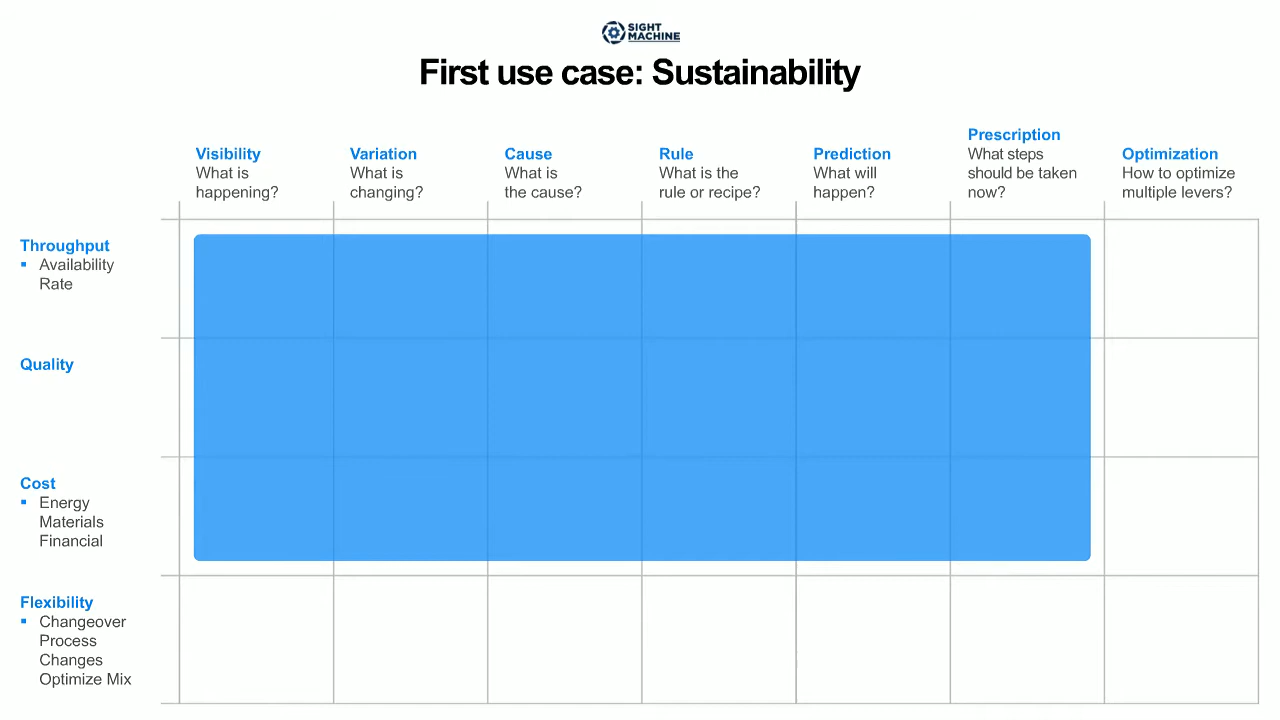 SIGHT
MACHINE
First use case: Sustainability
Visibility
What is
happening?
Variation
What is
changing?
Cause
What is
the cause?
Rule
What is the
rule or recipe?
Prediction
What will
happen?
Prescription
What steps
should be taken
now?
Optimization
How to optimize
multiple levers?
Throughput
▪ Availability
Rate
Quality
Cost
▪ Energy
Materials
Financial
Flexibility
▪ Changeover
Process
Changes
Optimize Mix